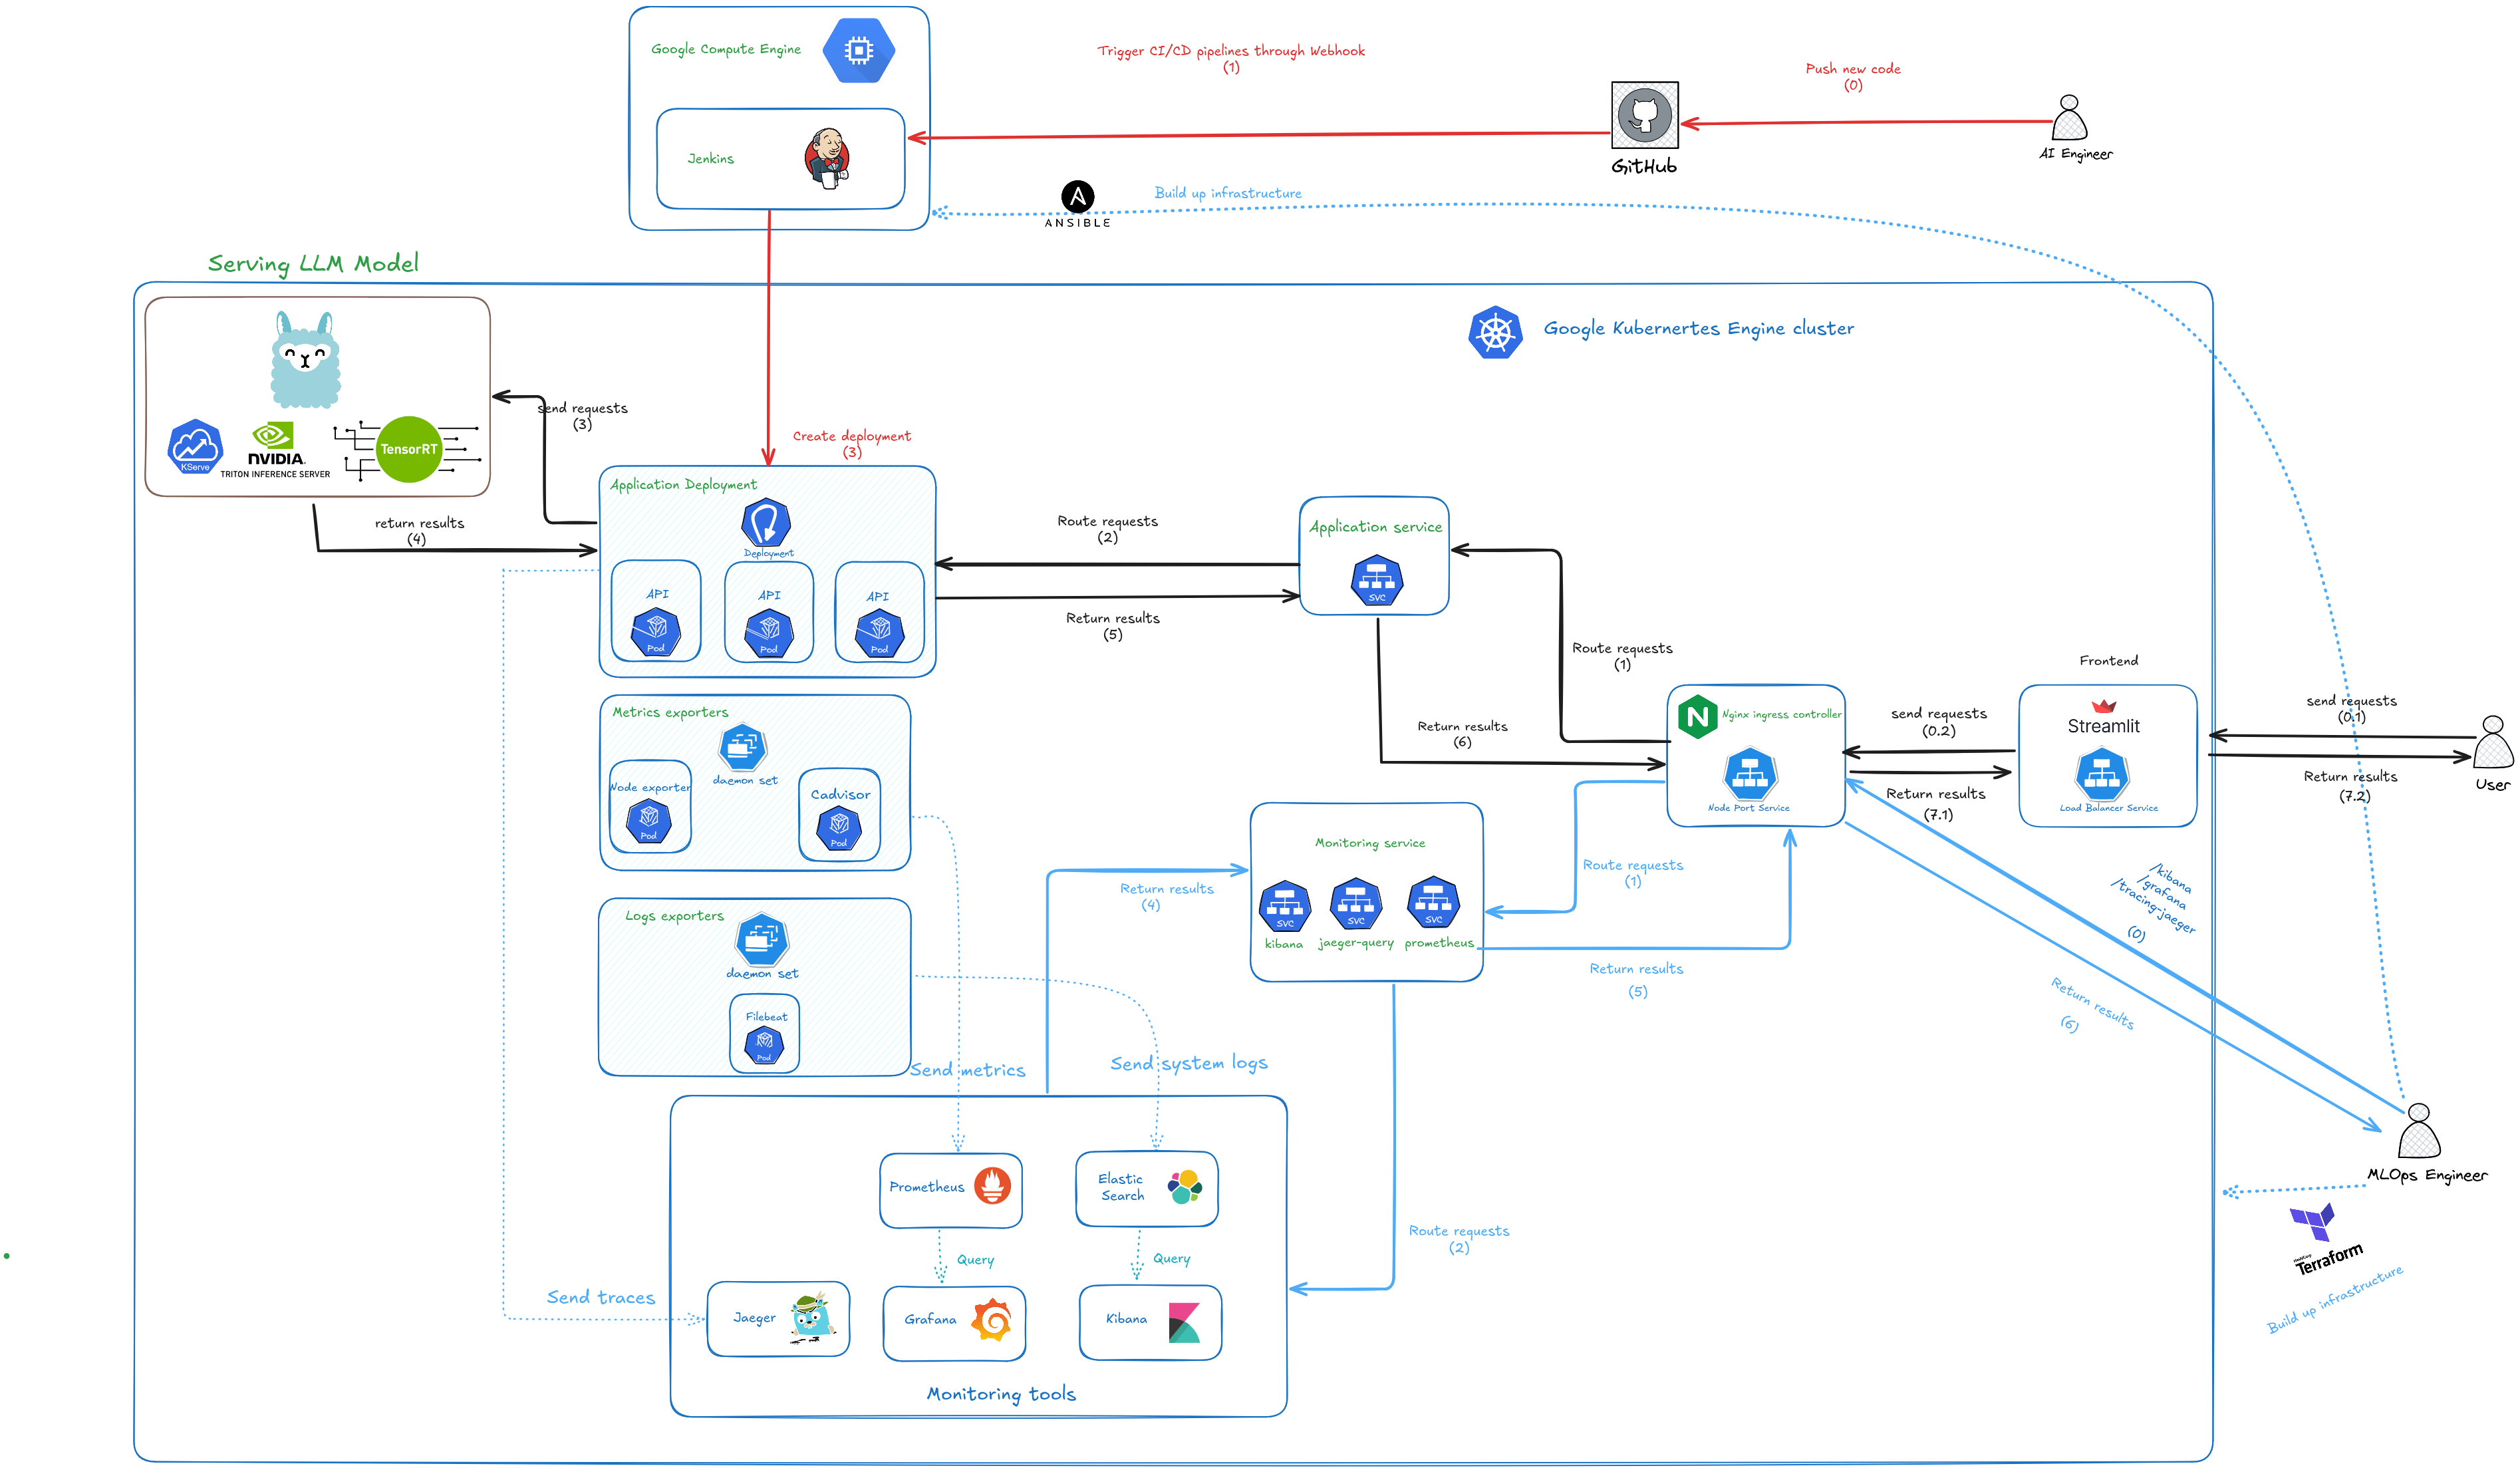 Google Compute Engine
Jenkins
Trigger CI/CD pipelines through Webhook
(1)
Push new code
(0)
GitHub
AI Engineer
ANSIBLE
Build up infrastructure
Serving LLM Model
Google Kubernertes Engine cluster
KServe
NVIDIA.
TRITON INFERENCE SERVER
TensorRT
send requests
(3)
return results
(4)
Create deployment
(3)
Application Deployment
Deployment
API
Pod
API
Pod
API
Pod
Route requests
(2)
Return results
(5)
Application service
SVC
Route requests
(1)
Return results
(6)
Nginx ingress controller
Node Port Service
send requests
(0.2)
Return results
(7.1)
Frontend
Streamlit
Load Balancer Service
send requests
(0.1)
Return results
(7.2)
User
Metrics exporters
daemon set
Node exporter
Pod
Cadvisor
Pod
Logs exporters
daemon set
Filebeat
Pod
Monitoring service
SVC
kibana
SVC
jaeger-query
SVC
prometheus
Route requests
(1)
Return results
(4)
Return results
(5)
/kibana
/grafana
/tracing-jaeger
(0)
Return results
(6)
Send metrics
Send system logs
Prometheus
Elastic
Search
Query
Query
Route requests
(2)
Send traces
Jaeger
Grafana
Kibana
Monitoring tools
MLOps Engineer
HashiCorp
Terraform
Build up infrastructure